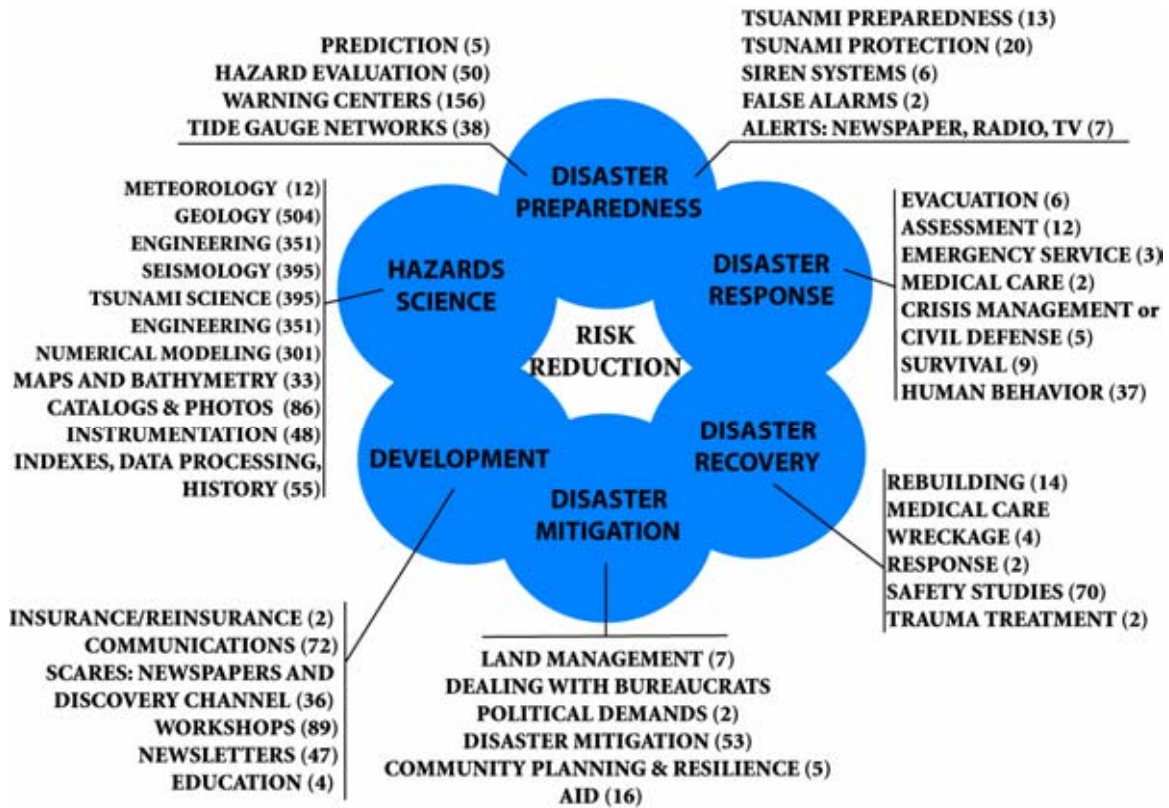 PREDICTION (5)
HAZARD EVALUATION (50)
WARNING CENTERS (156)
TIDE GAUGE NETWORKS (38)
TSUANMI PREPAREDNESS (13)
TSUNAMI PROTECTION (20)
SIREN SYSTEMS (6)
FALSE ALARMS (2)
ALERTS: NEWSPAPER, RADIO, TV (7)
DISASTER
PREPAREDNESS
METEOROLOGY (12)
GEOLOGY (504)
ENGINEERING (351)
SEISMOLOGY (395)
TSUNAMI SCIENCE (395)
ENGINEERING (351)
NUMERICAL MODELING (301)
MAPS AND BATHYMETRY (33)
CATALOGS & PHOTOS (86)
INSTRUMENTATION (48)
INDEXES, DATA PROCESSING,
HISTORY (55)
HAZARDS
SCIENCE
DISASTER
RESPONSE
EVACUATION (6)
ASSESSMENT (12)
EMERGENCY SERVICE (3)
MEDICAL CARE (2)
CRISIS MANAGEMENT or
CIVIL DEFENSE (5)
SURVIVAL (9)
HUMAN BEHAVIOR (37)
RISK
REDUCTION
DEVELOPMENT
DISASTER
MITIGATION
DISASTER
RECOVERY
REBUILDING (14)
MEDICAL CARE
WRECKAGE (4)
RESPONSE (2)
SAFETY STUDIES (70)
TRAUMA TREATMENT (2)
INSURANCE/REINSURANCE (2)
COMMUNICATIONS (72)
SCARES: NEWSPAPERS AND
DISCOVERY CHANNEL (36)
WORKSHOPS (89)
NEWSLETTERS (47)
EDUCATION (4)
LAND MANAGEMENT (7)
DEALING WITH BUREAUCRATS
POLITICAL DEMANDS (2)
DISASTER MITIGATION (53)
COMMUNITY PLANNING & RESILIENCE (5)
AID (16)